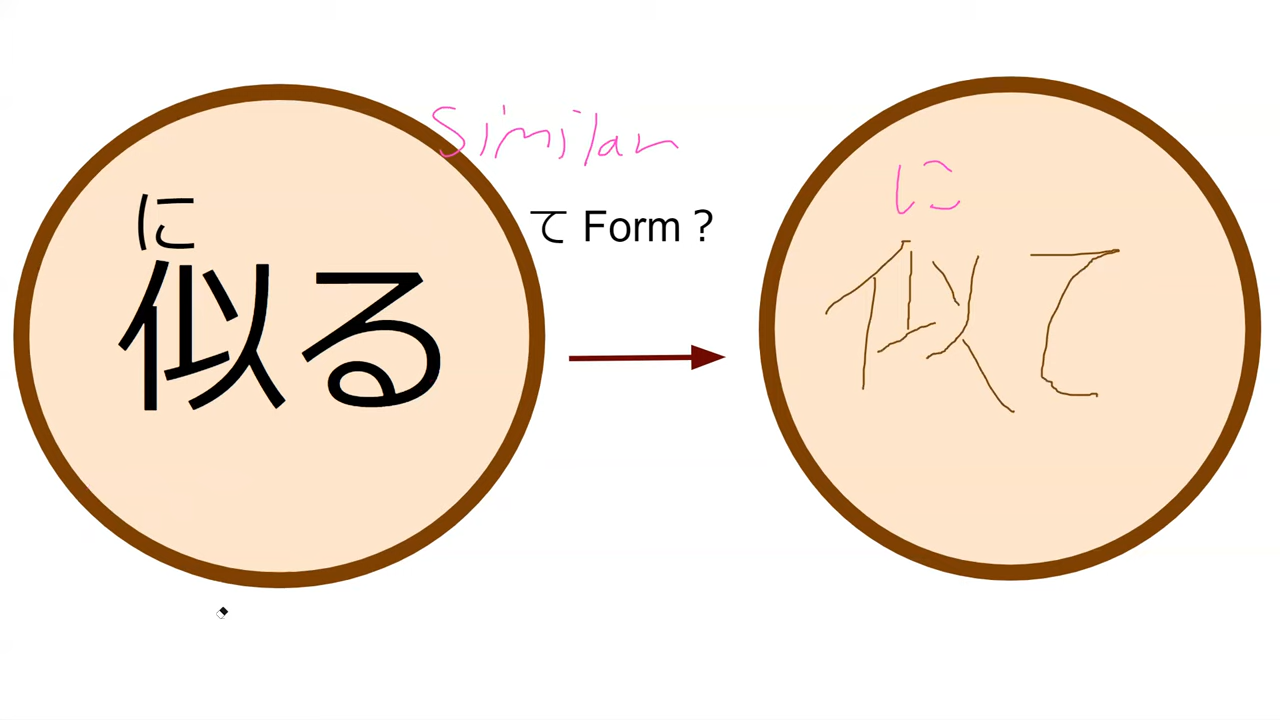 Similar
に
似る
て Form ?
に
似て